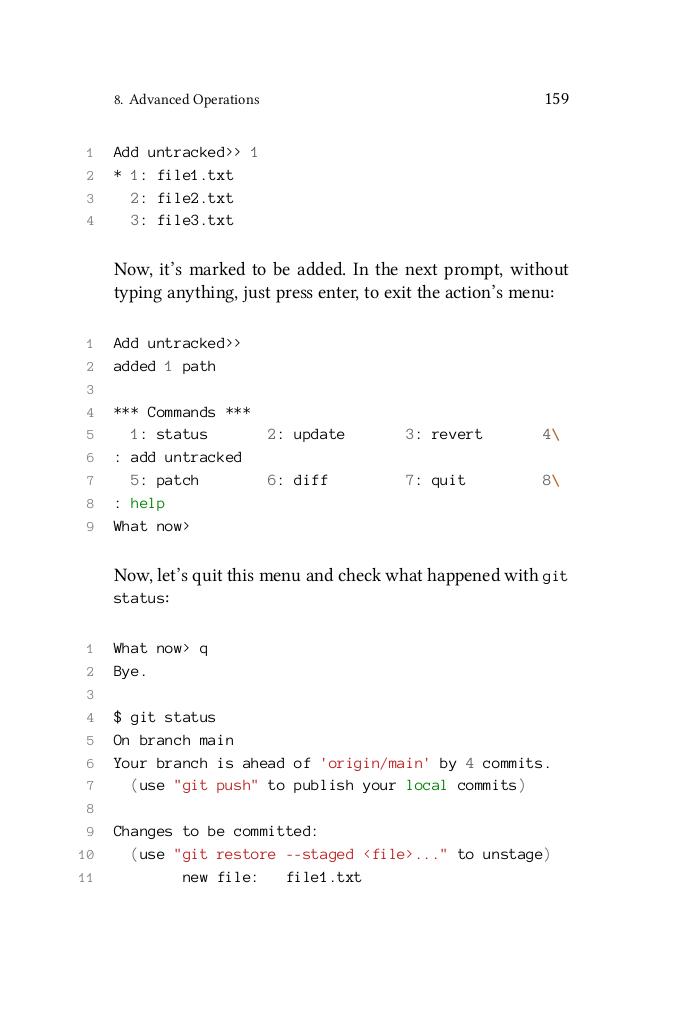 8. Advanced Operations 159
1 Add untracked>> 1
2 * 1: file1.txt
3   2: file2.txt
4   3: file3.txt
Now, it's marked to be added. In the next prompt, without
typing anything, just press enter, to exit the action's menu:
1 Add untracked>>
2 added 1 path
3
4 *** Commands ***
5   1: status       2: update       3: revert       4\
6 : add untracked
7   5: patch        6: diff         7: quit         8\
8 : help
9 What now>
Now, let's quit this menu and check what happened with git
status:
1 What now> q
2 Bye.
3
4 $ git status
5 On branch main
6 Your branch is ahead of 'origin/main' by 4 commits.
7   (use "git push" to publish your local commits)
8
9 Changes to be committed:
10   (use "git restore --staged <file>..." to unstage)
11         new file:   file1.txt